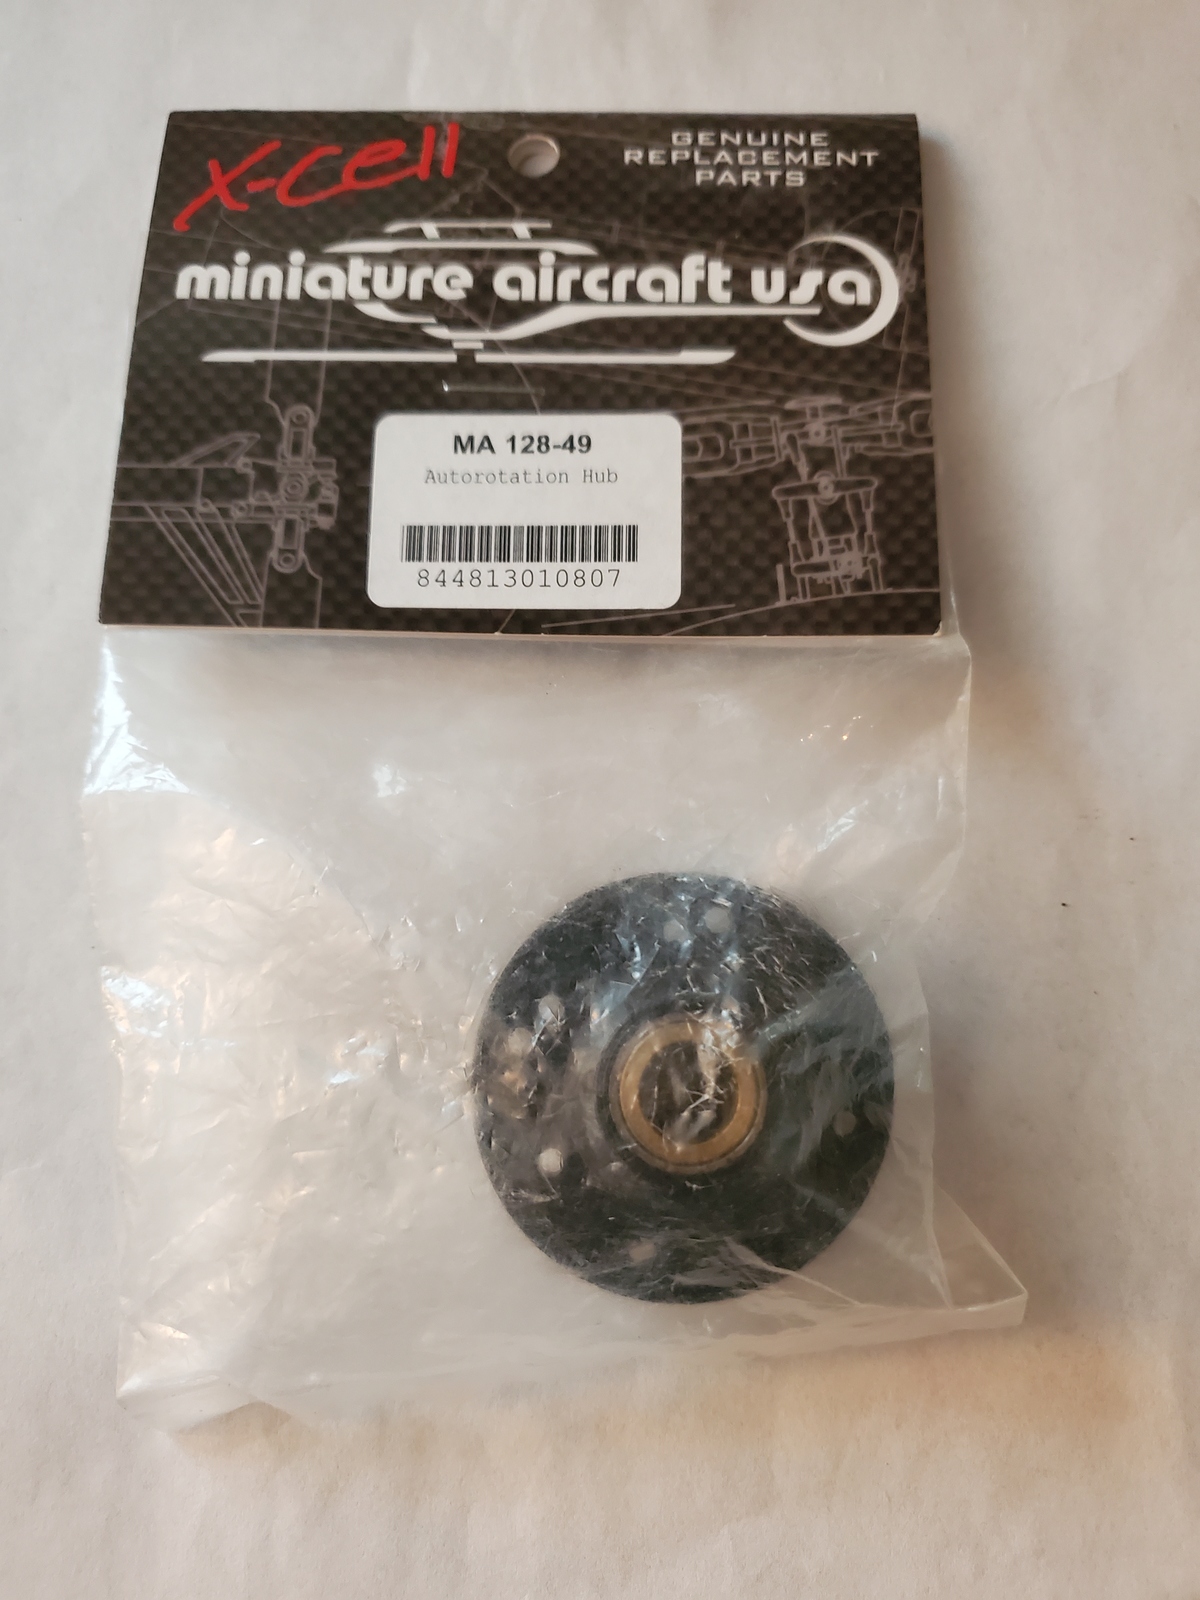 x-cell
GENUINE
REPLACEMENT
PARTS
miniature aircraft usa
MA 128-49
Autorotation Hub
844813010807